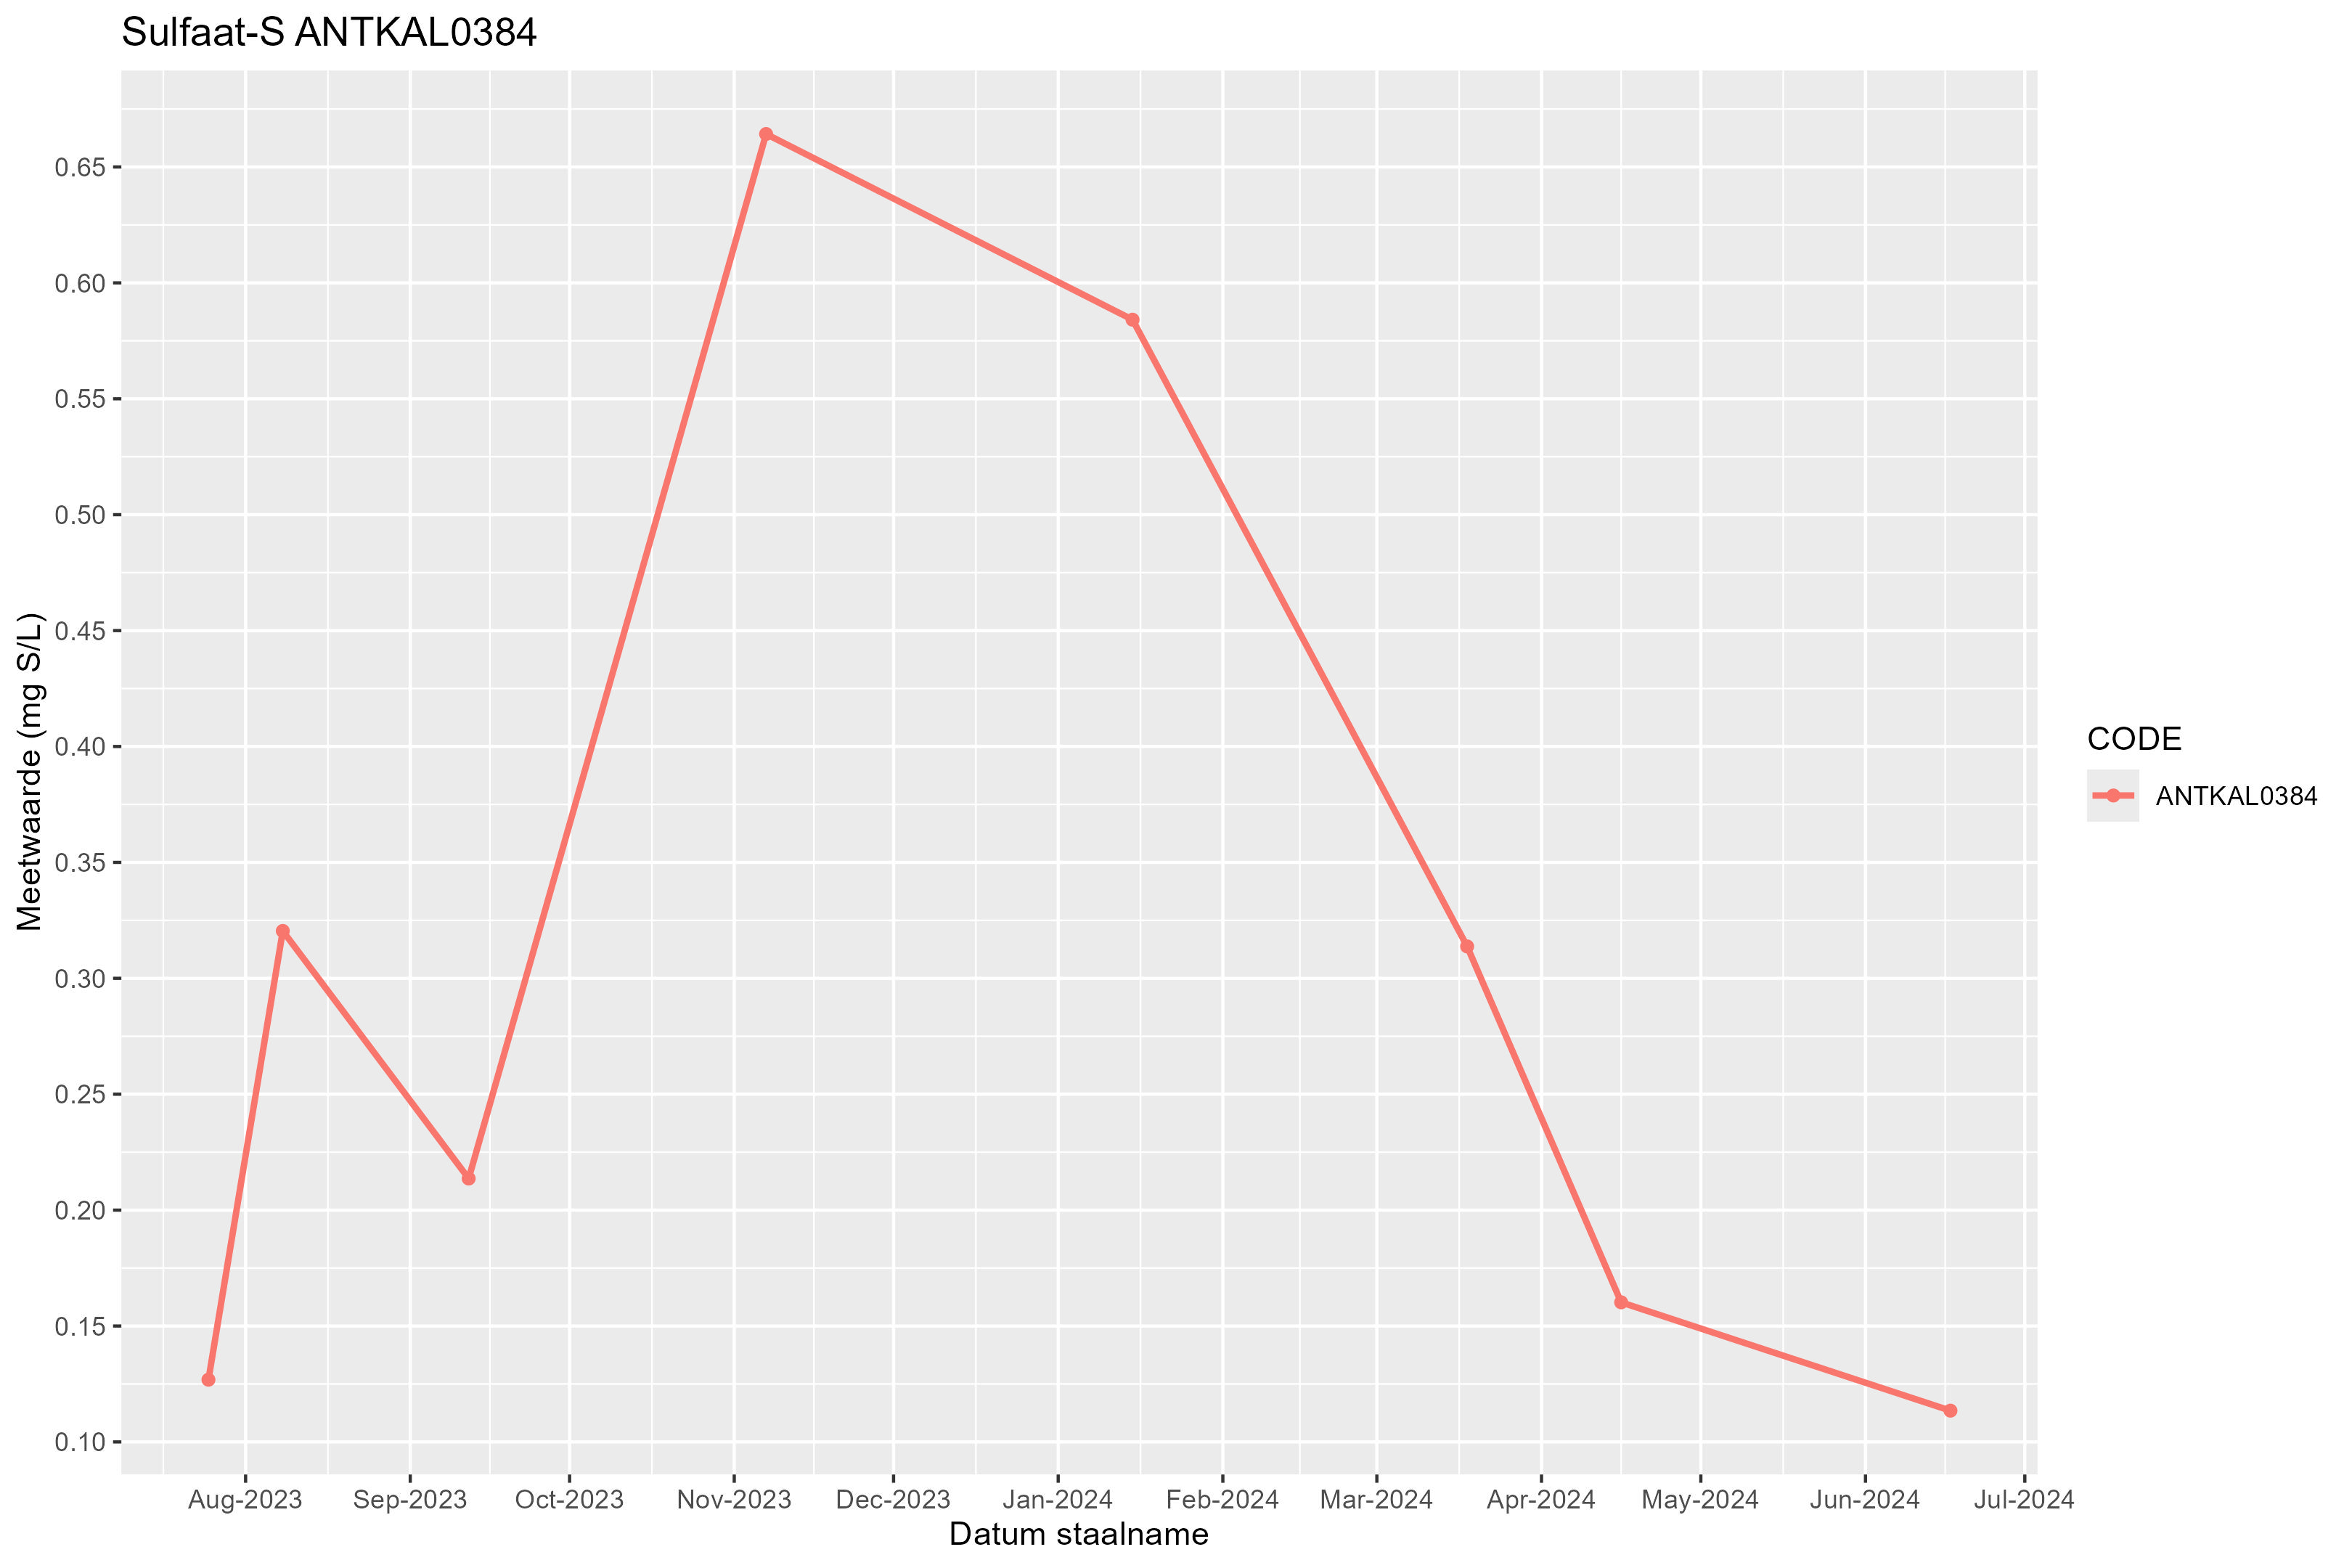 Sulfaat-S ANTKAL0384
Meetwaarde (mg S/L)
0.65
0.60
0.55
0.50
0.45
0.40
0.35
0.30
0.25
0.20
0.15
0.10
Aug-2023 Sep-2023 Oct-2023 Nov-2023 Dec-2023 Jan-2024 Feb-2024 Mar-2024 Apr-2024 May-2024 Jun-2024 Jul-2024
Datum staalname
CODE
ANTKAL0384